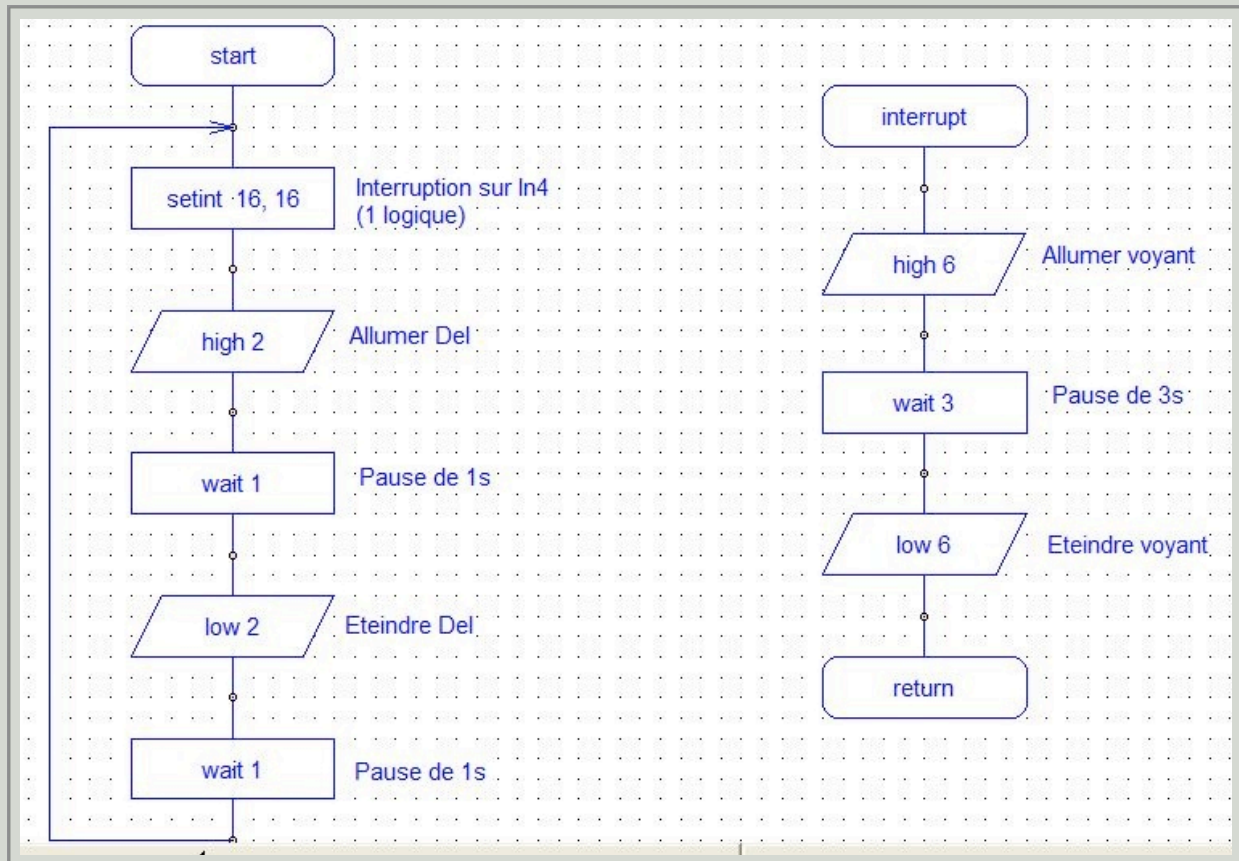 start
setint 16, 16
Interruption sur In4
(1 logique)
high 2
Allumer Del
wait 1
Pause de 1s
low 2
Eteindre Del
wait 1
Pause de 1s
interrupt
high 6
Allumer voyant
wait 3
Pause de 3s
low 6
Eteindre voyant
return